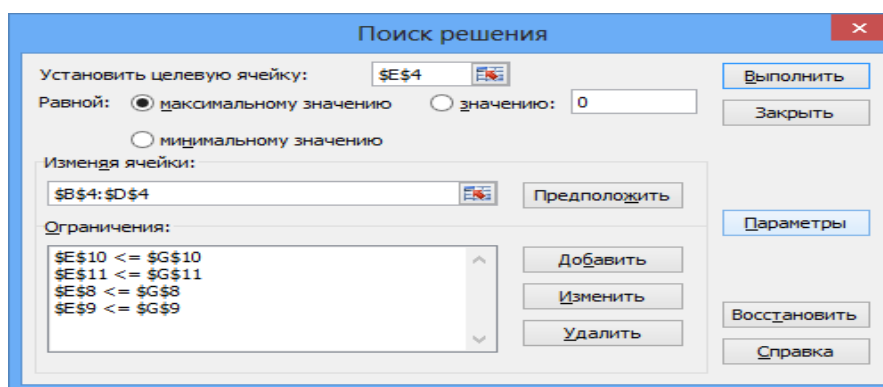 Поиск решения
Установить целевую ячейку: $E$4 Выполнить
Равной: максимальному значению значению: 0 Закрыть
минимальному значению
Изменяя ячейки:
$B$4:$D$4 Предположить
Параметры
Ограничения:
$E$10 <= $G$10 Добавить
$E$11 <= $G$11
$E$8 <= $G$8 Изменить
$E$9 <= $G$9
Восстановить
Удалить
Справка